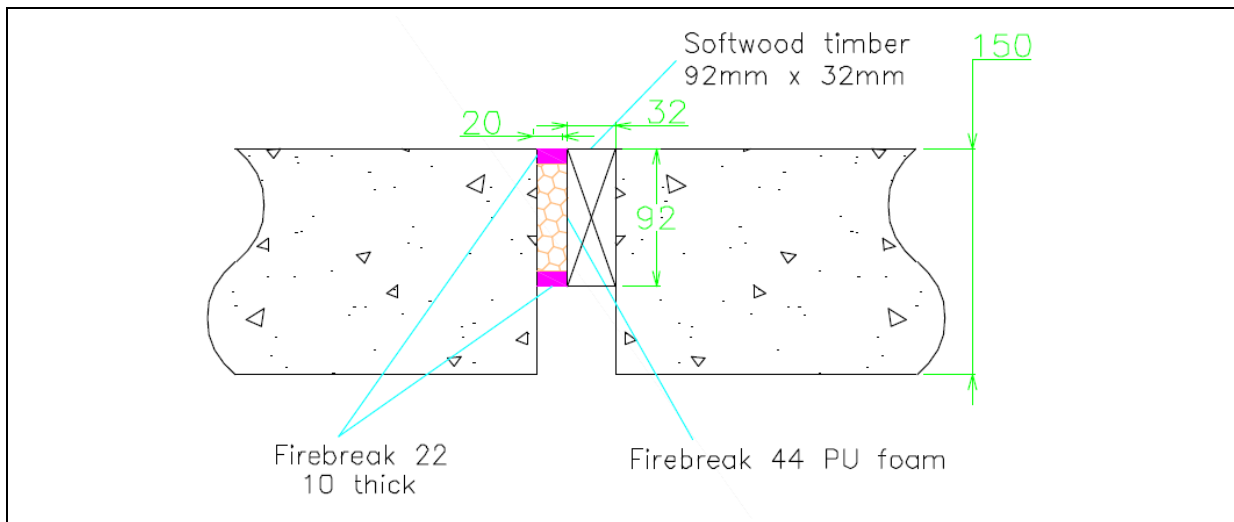 Softwood timber
92mm x 32mm
150
20
32
92
Firebreak 22
10 thick
Firebreak 44 PU foam